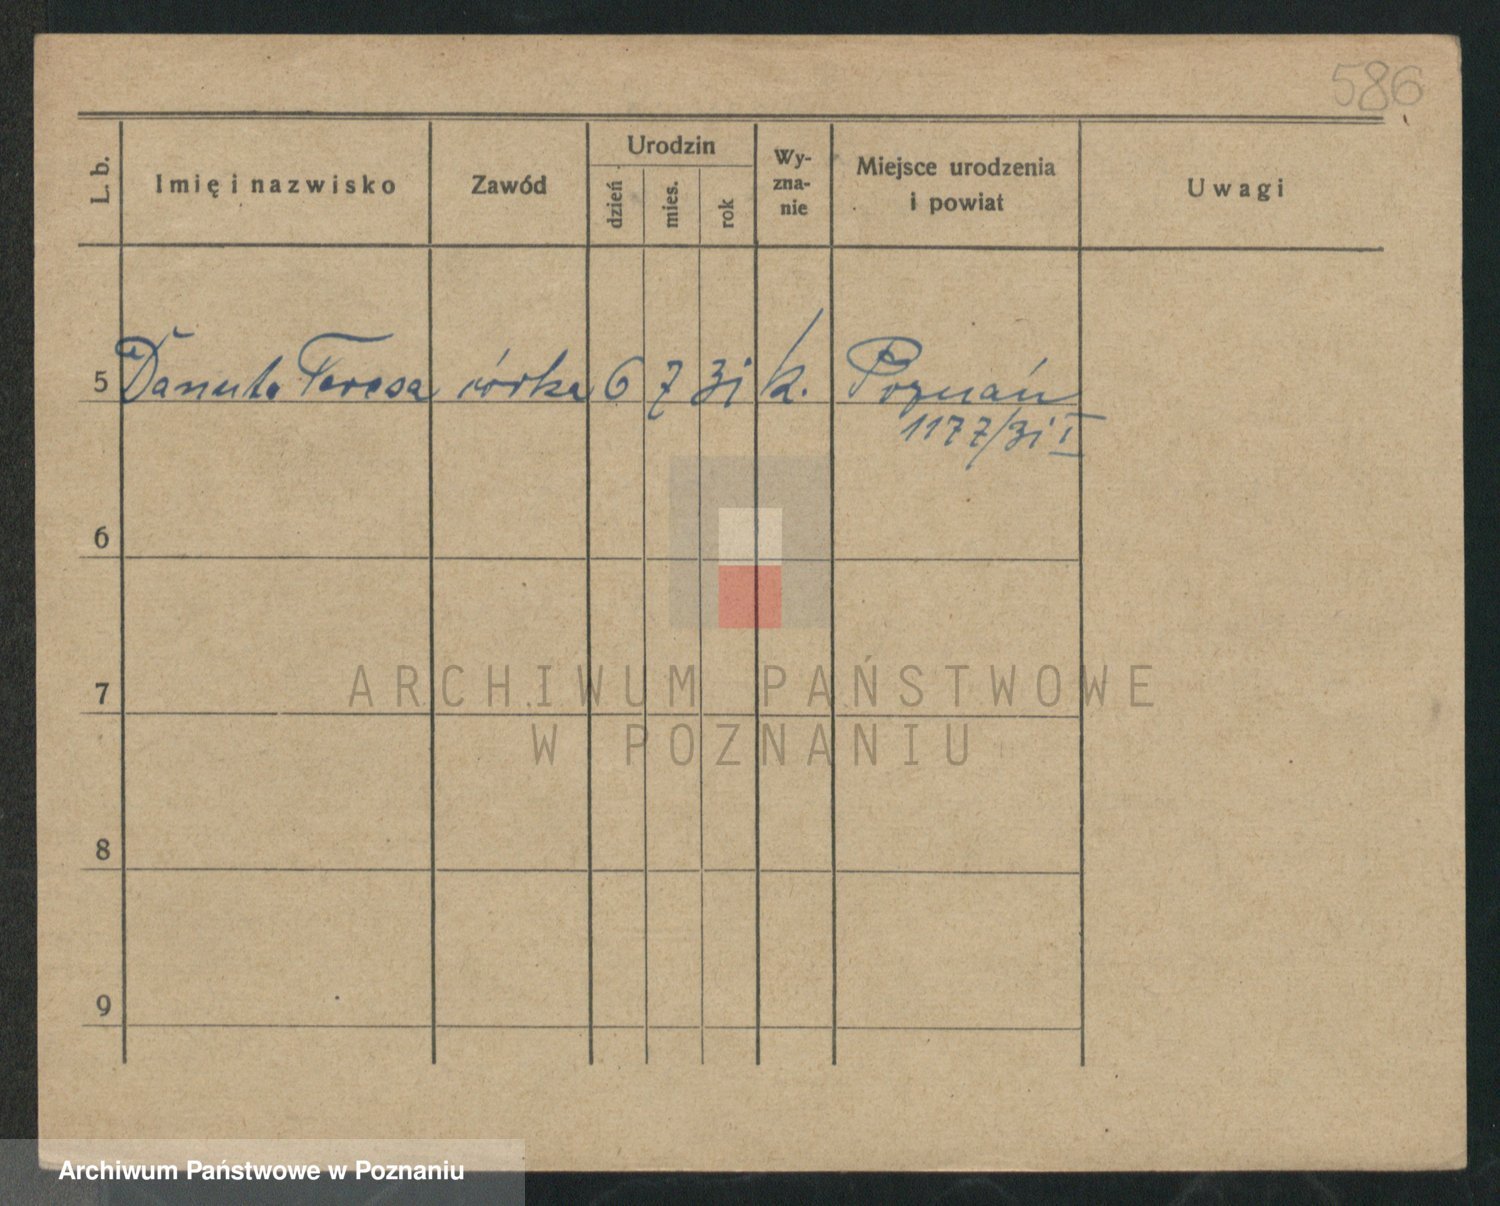 586
L. b.
Imię i nazwisko
Zawód
Urodzin
dzień
mies.
rok
Wy-
zna-
nie
Miejsce urodzenia
i powiat
Uwagi
5 Danuta Teresa córka 6 7 31 k. Poznań
1177/31 I
6
7
8
9
ARCHIWUM PAŃSTWOWE
W POZNANIU
Archiwum Państwowe w Poznaniu